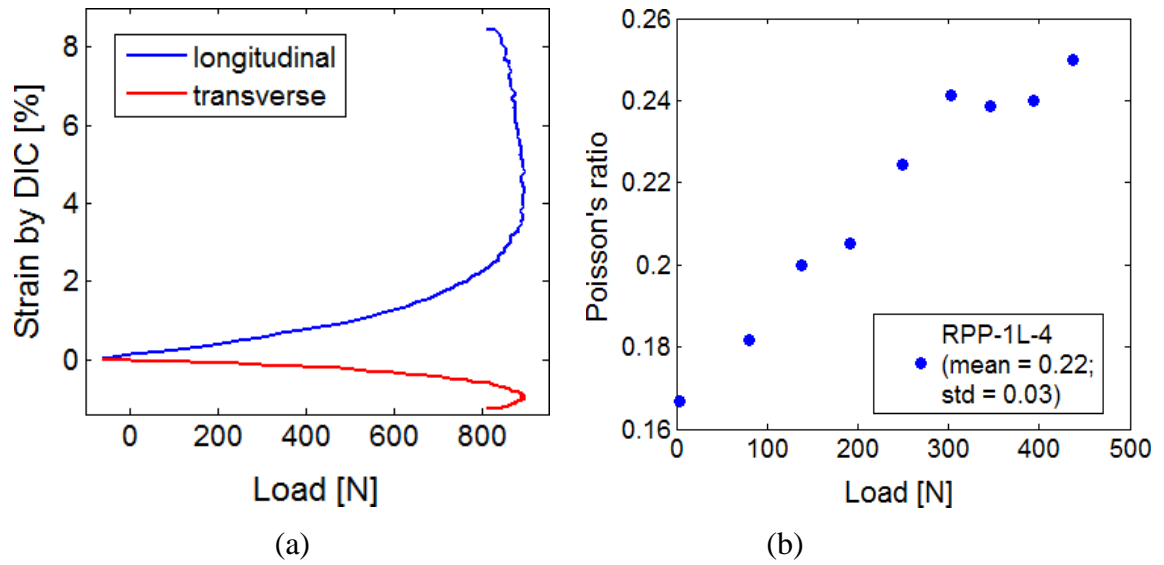 8
6
4
2
0
Strain by DIC [%]
longitudinal
transverse
0
200
400
600
800
Load [N]
(a)
0.26
0.24
0.22
0.2
0.18
0.16
Poisson's ratio
RPP-1L-4
(mean = 0.22;
std = 0.03)
0
100
200
300
400
500
Load [N]
(b)